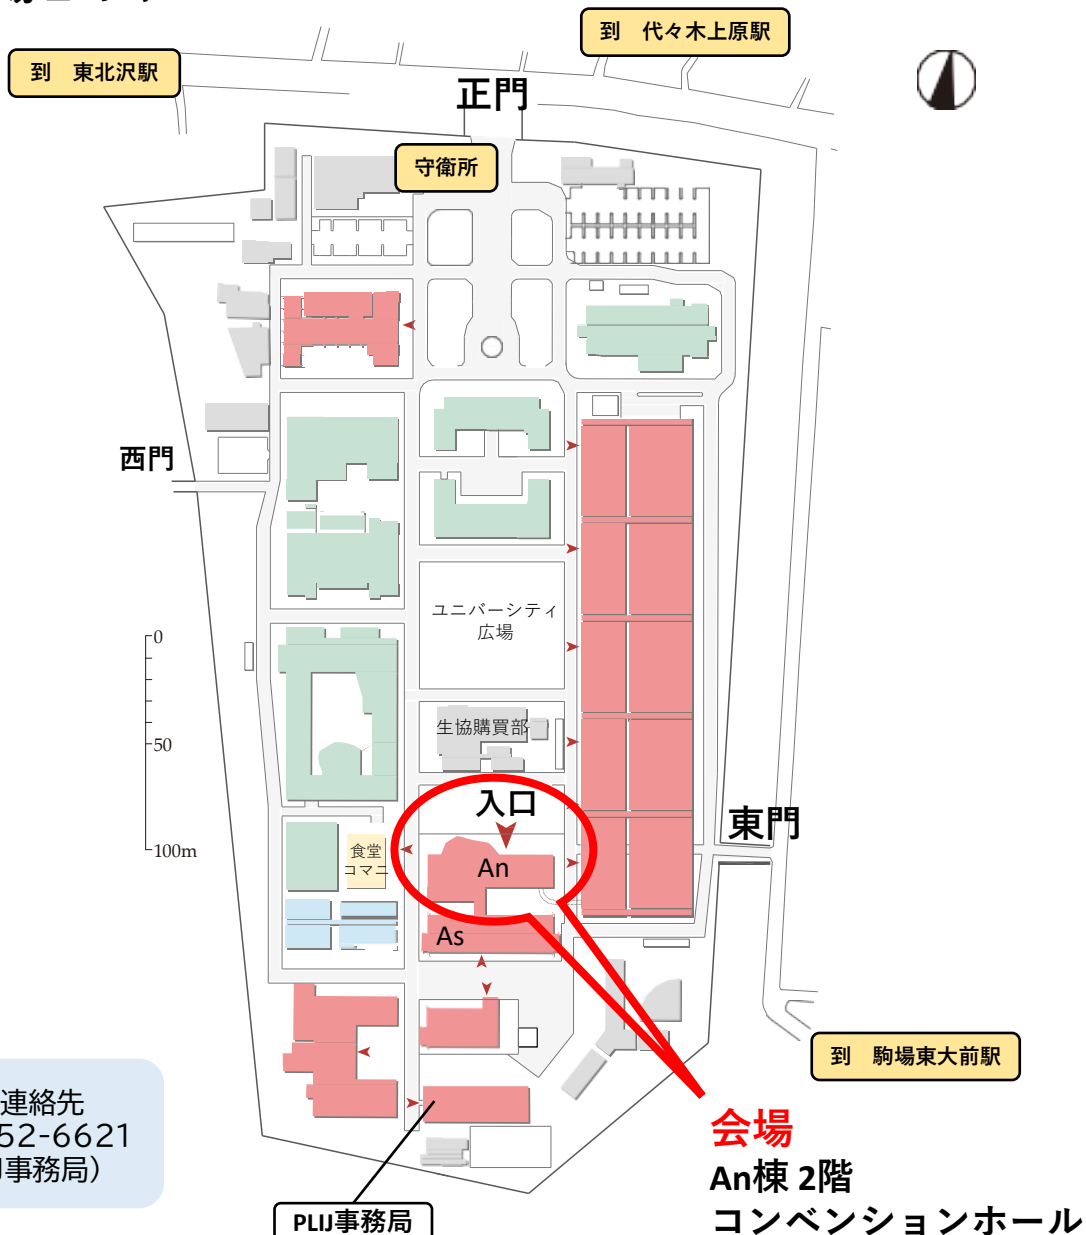 到 代々木上原駅
到 東北沢駅
正門
守衛所
西門
ユニバーシティ
広場
0
50
100m
生協購買部
入口
東門
食堂
コマニ
An
As
到 駒場東大前駅
連絡先
52-6621
事務局）
会場
An棟 2階
コンベンションホール
PLIJ事務局